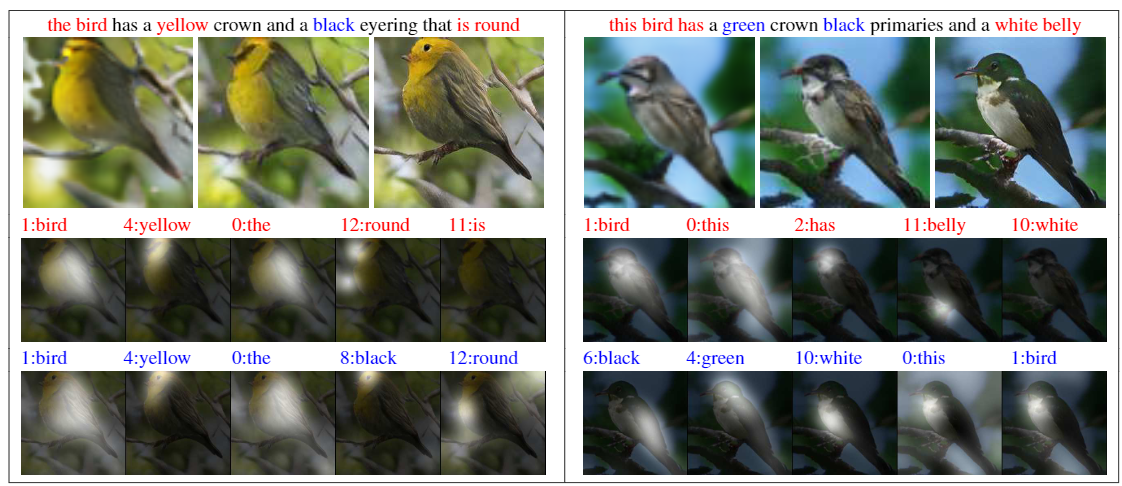 the bird has a yellow crown and a black eyering that is round
1:bird 4:yellow 0:the 12:round 11:is
1:bird 4:yellow 0:the 8:black 12:round
this bird has a green crown black primaries and a white belly
1:bird 0:this 2:has 11:belly 10:white
6:black 4:green 10:white 0:this 1:bird